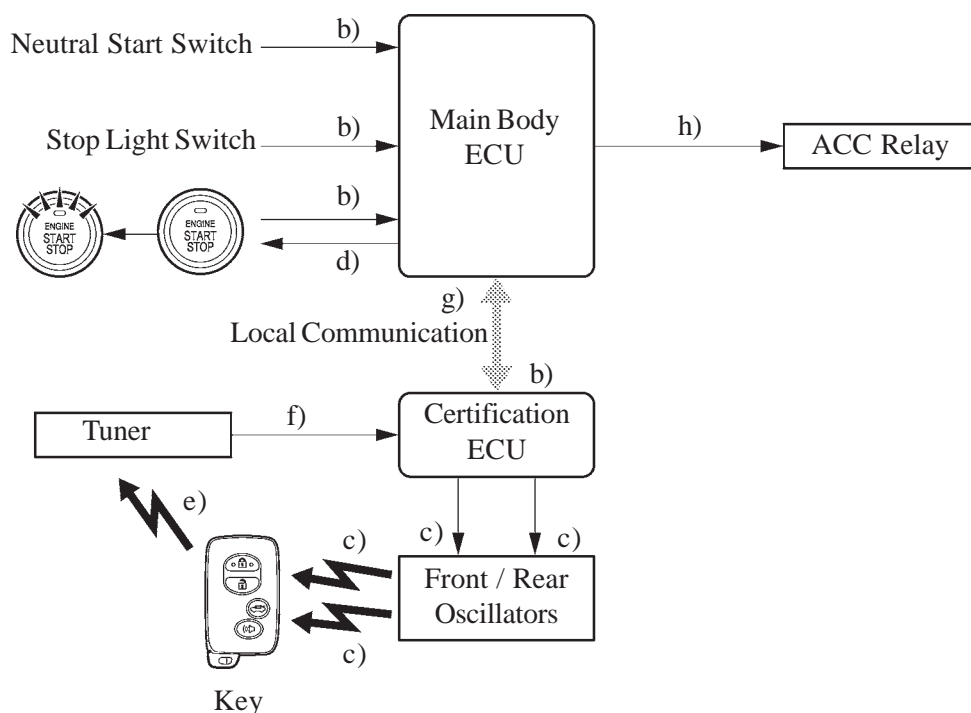 Neutral Start Switch
b)
Stop Light Switch
b)
Main Body
ECU
h)
ACC Relay
ENGINE
START
STOP
ENGINE
START
STOP
b)
d)
g)
Local Communication
b)
Tuner
f)
Certification
ECU
e)
c)
c)
c)
Front / Rear
Oscillators
c)
Key